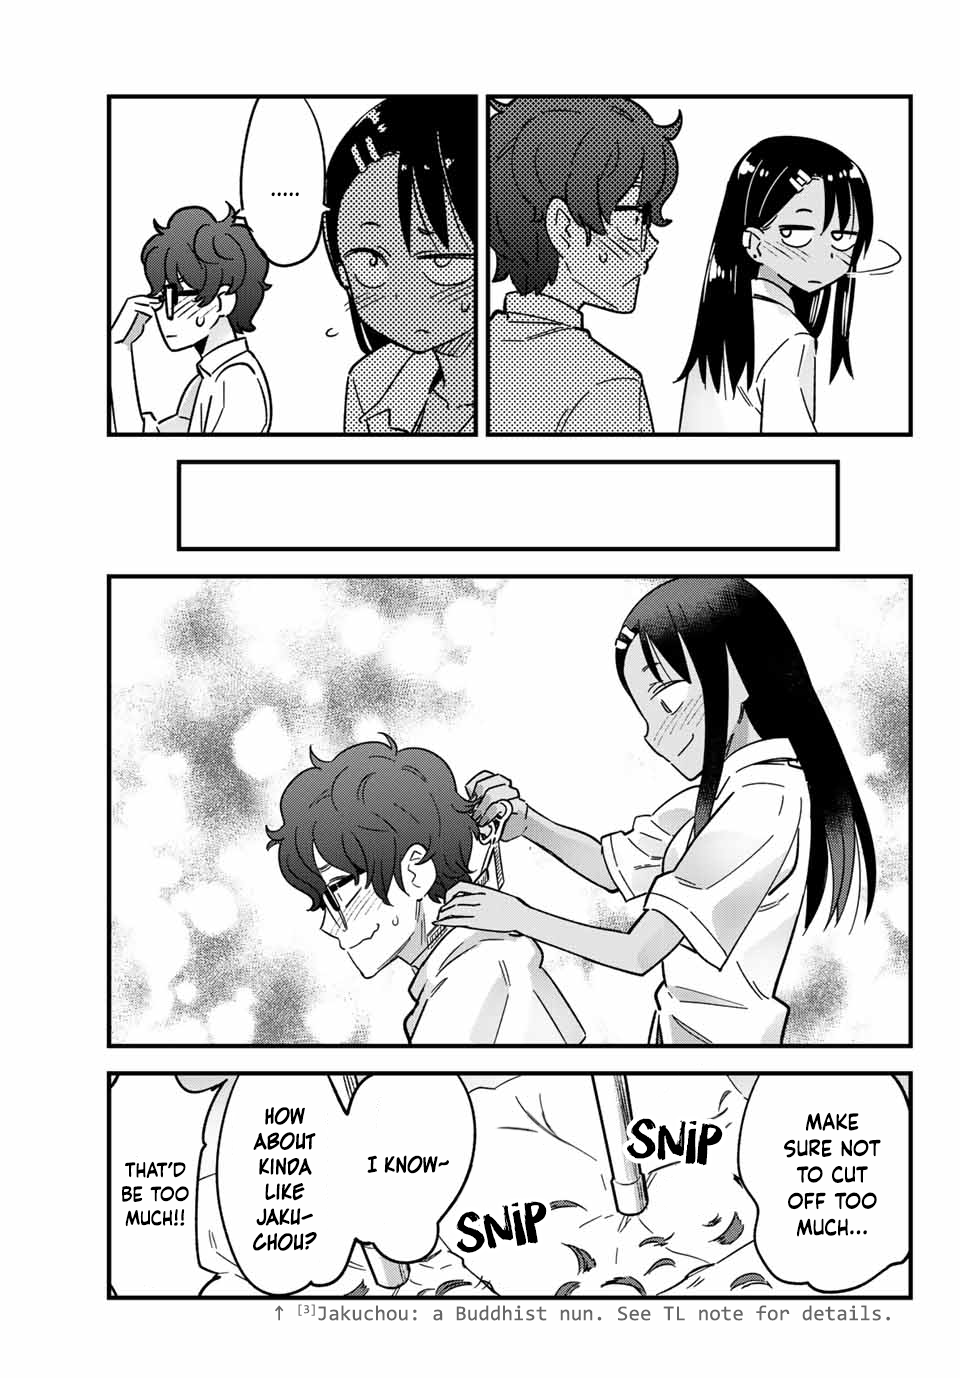 .....
MAKE
SURE NOT
TO CUT
OFF TOO
MUCH...
SNIP
SNIP
I KNOW~
HOW
ABOUT
KINDA
LIKE
JAKU-
CHOU?
THAT'D
BE TOO
MUCH!!
↑ [3]Jakuchou: a Buddhist nun. See TL note for details.